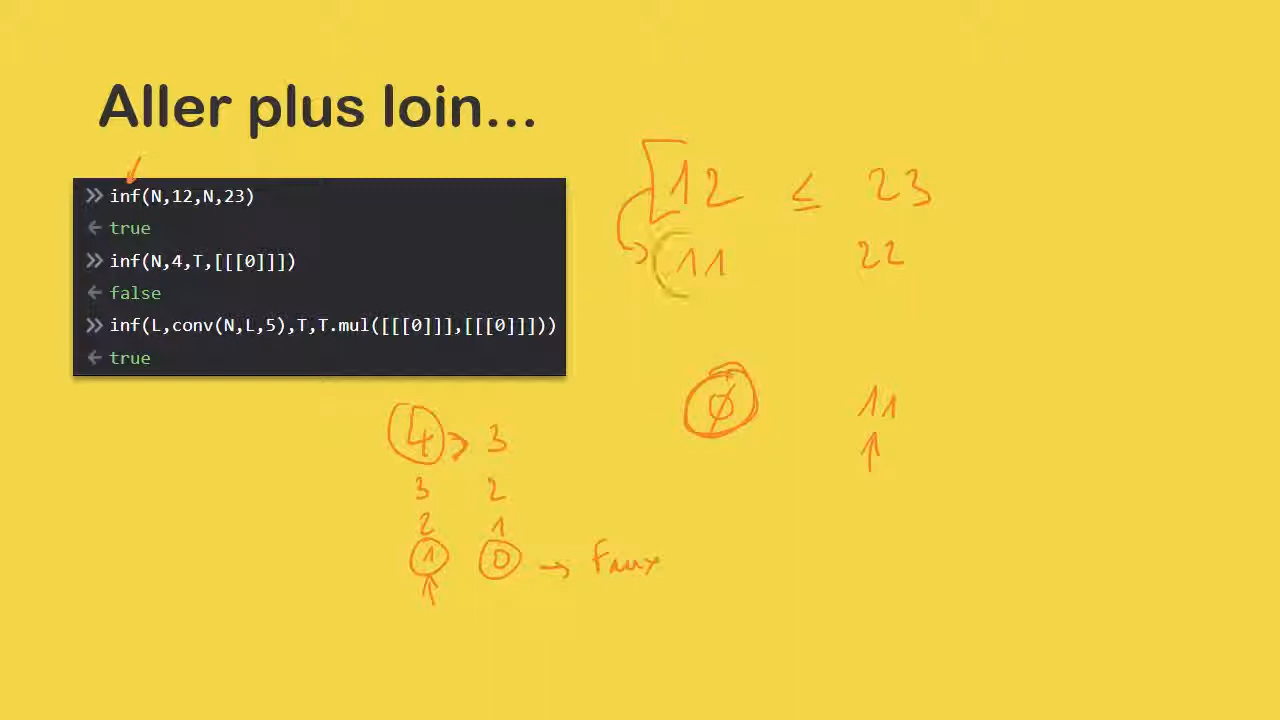 Aller plus loin...
>> inf(N,12,N,23)
← true
>> inf(N,4,T,[[[0]]])
← false
>> inf(L,conv(N,L,5),T,T.mul([[[0]]],[[[0]]]))
← true
12 ≤ 23
11 22
0 11
4 > 3
3 2
2 1
1 0 → Faux